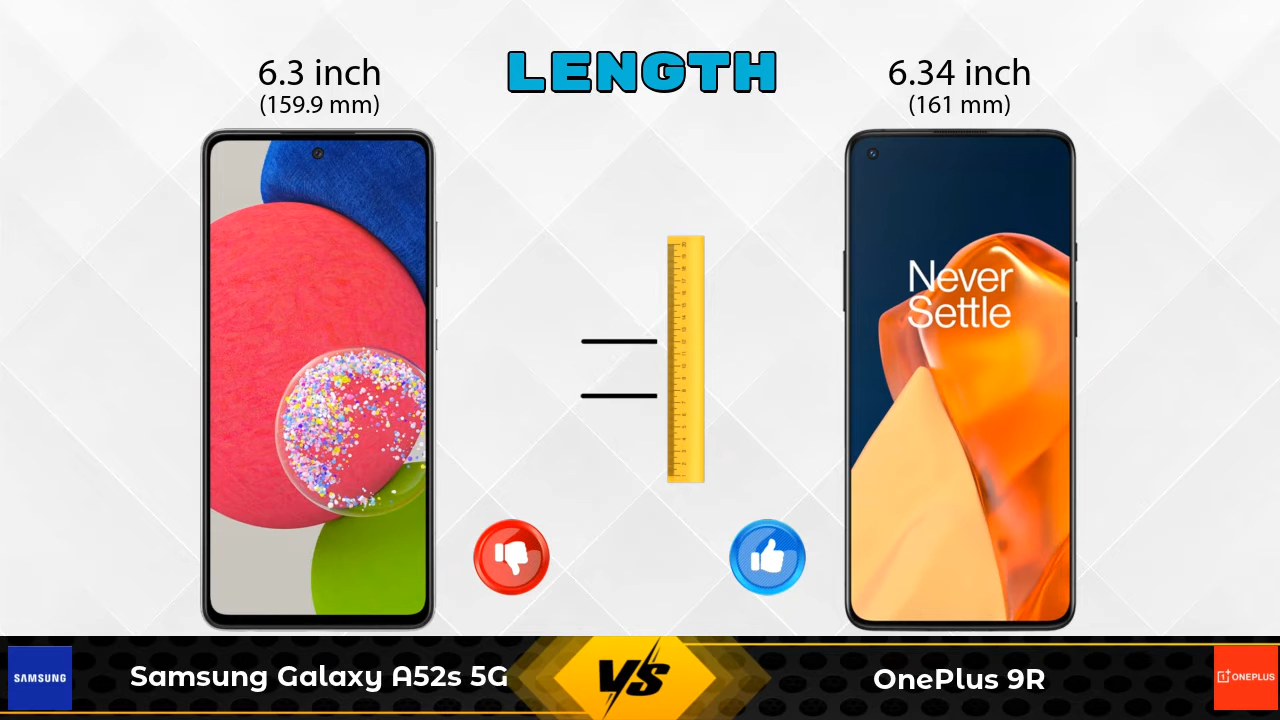 LENGTH
6.3 inch
(159.9 mm)
6.34 inch
(161 mm)
Never
Settle
SAMSUNG
Samsung Galaxy A52s 5G
VS
OnePlus 9R
ONEPLUS